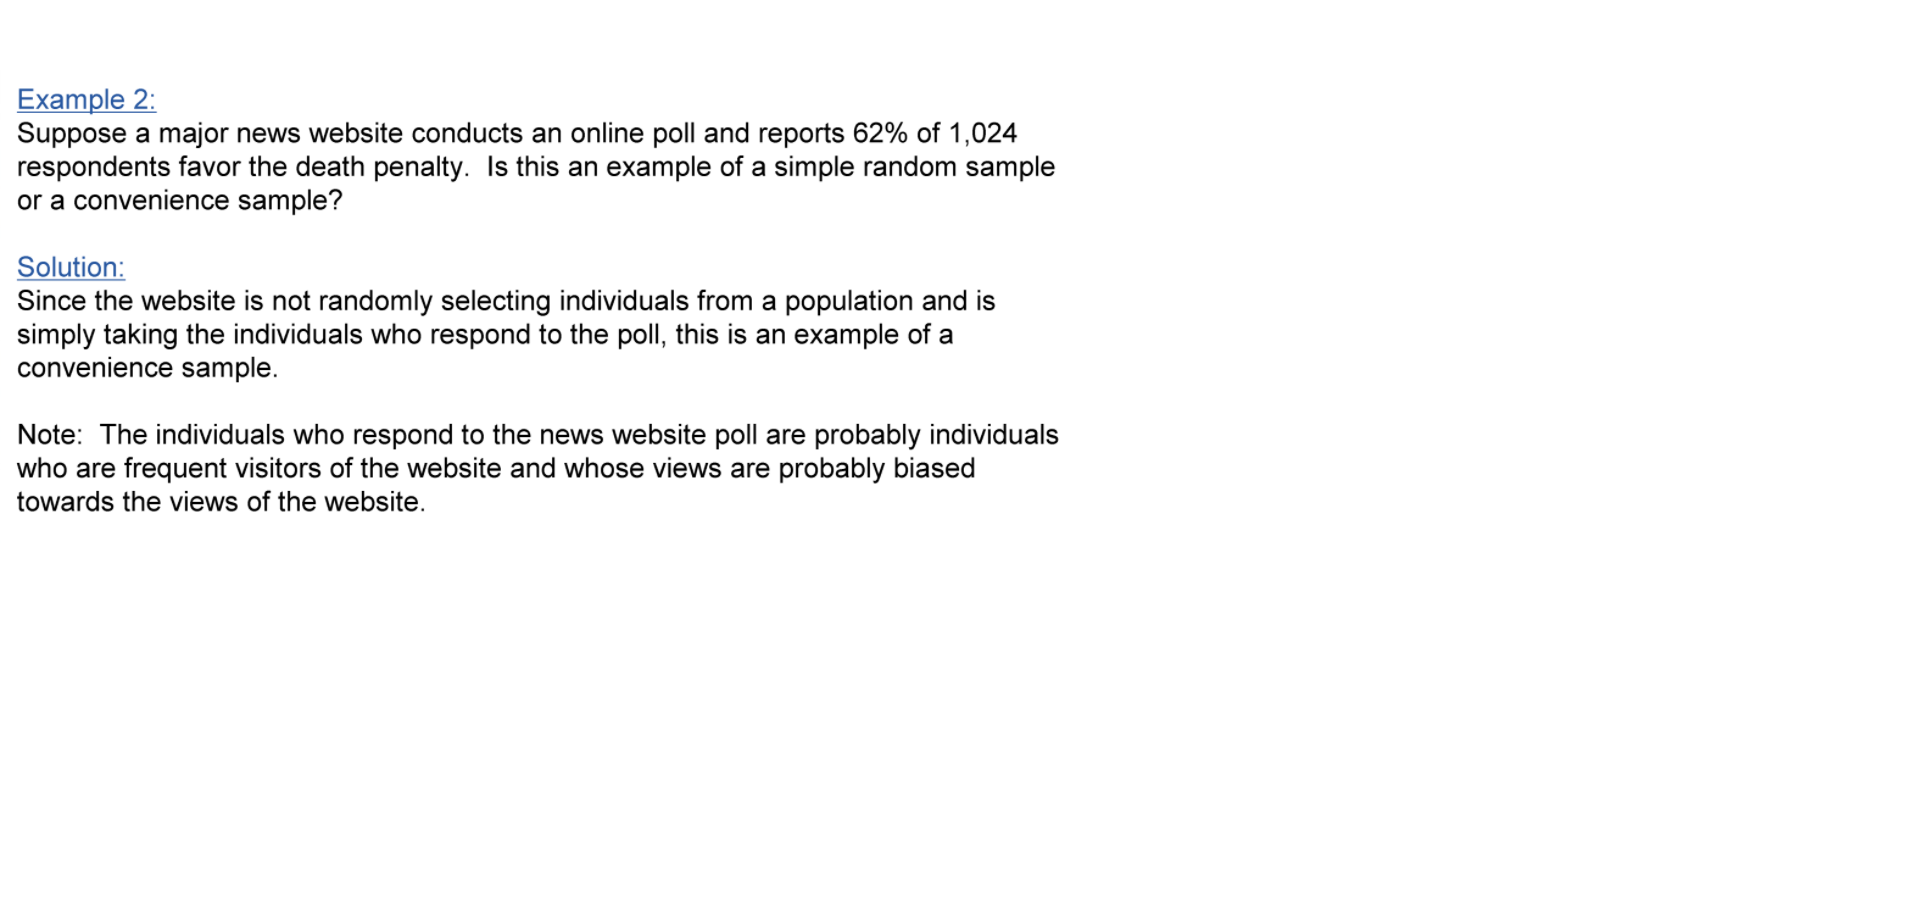 Example 2:
Suppose a major news website conducts an online poll and reports 62% of 1,024
respondents favor the death penalty.  Is this an example of a simple random sample
or a convenience sample?
Solution:
Since the website is not randomly selecting individuals from a population and is
simply taking the individuals who respond to the poll, this is an example of a
convenience sample.
Note:  The individuals who respond to the news website poll are probably individuals
who are frequent visitors of the website and whose views are probably biased
towards the views of the website.